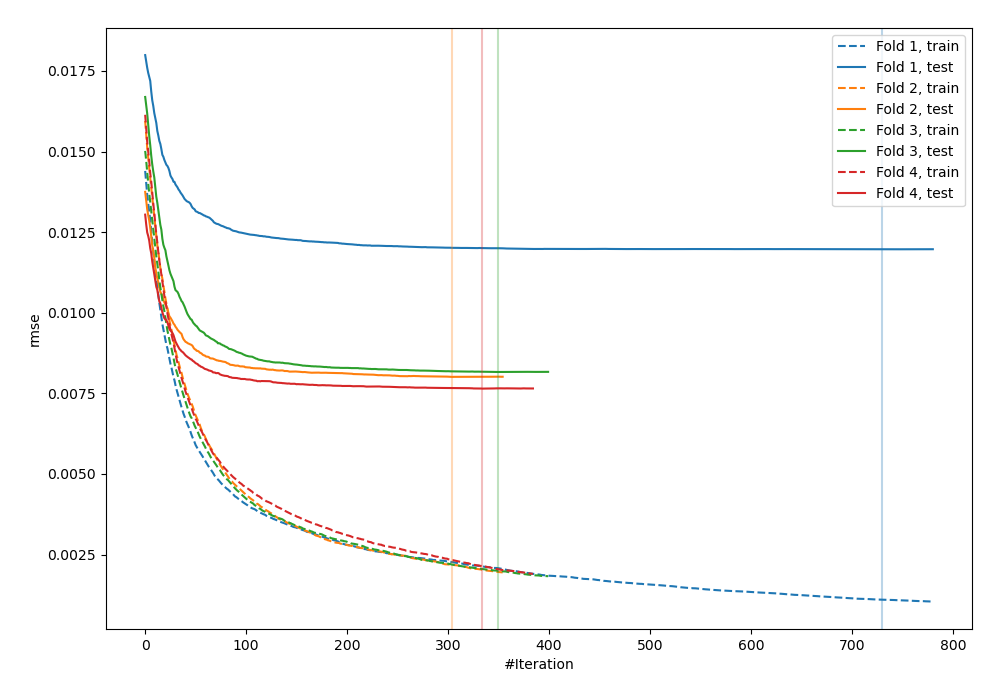 0.0175
0.0150
0.0125
0.0100
0.0075
0.0050
0.0025
rmse
0 100 200 300 400 500 600 700 800
#Iteration
Fold 1, train
Fold 1, test
Fold 2, train
Fold 2, test
Fold 3, train
Fold 3, test
Fold 4, train
Fold 4, test